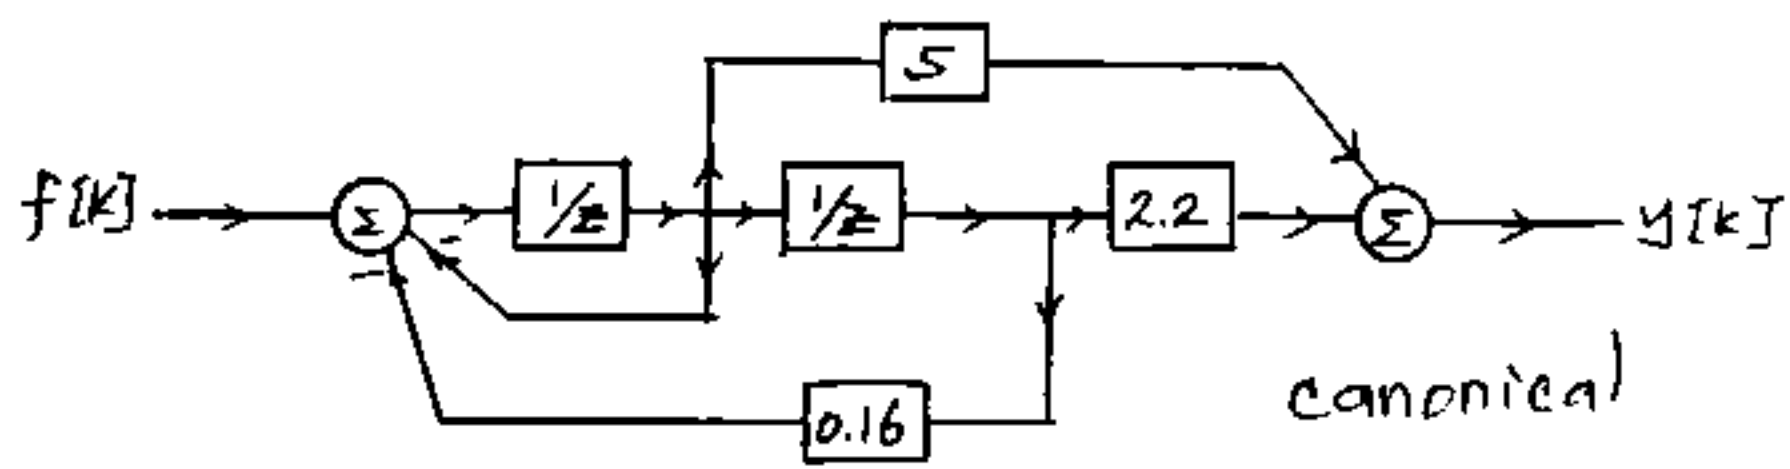 5
f[k] Σ 1/z 1/z 2.2 Σ y[k]
− −
0.16
canonical